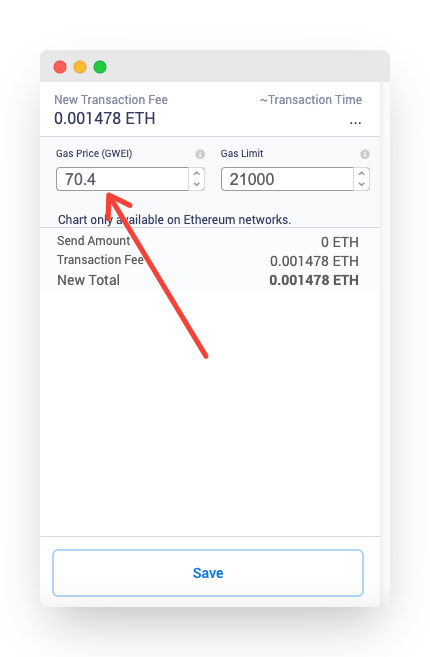 New Transaction Fee ~Transaction Time
0.001478 ETH ...
Gas Price (GWEI) Gas Limit
70.4 21000
Chart only available on Ethereum networks.
Send Amount 0 ETH
Transaction Fee 0.001478 ETH
New Total 0.001478 ETH
Save